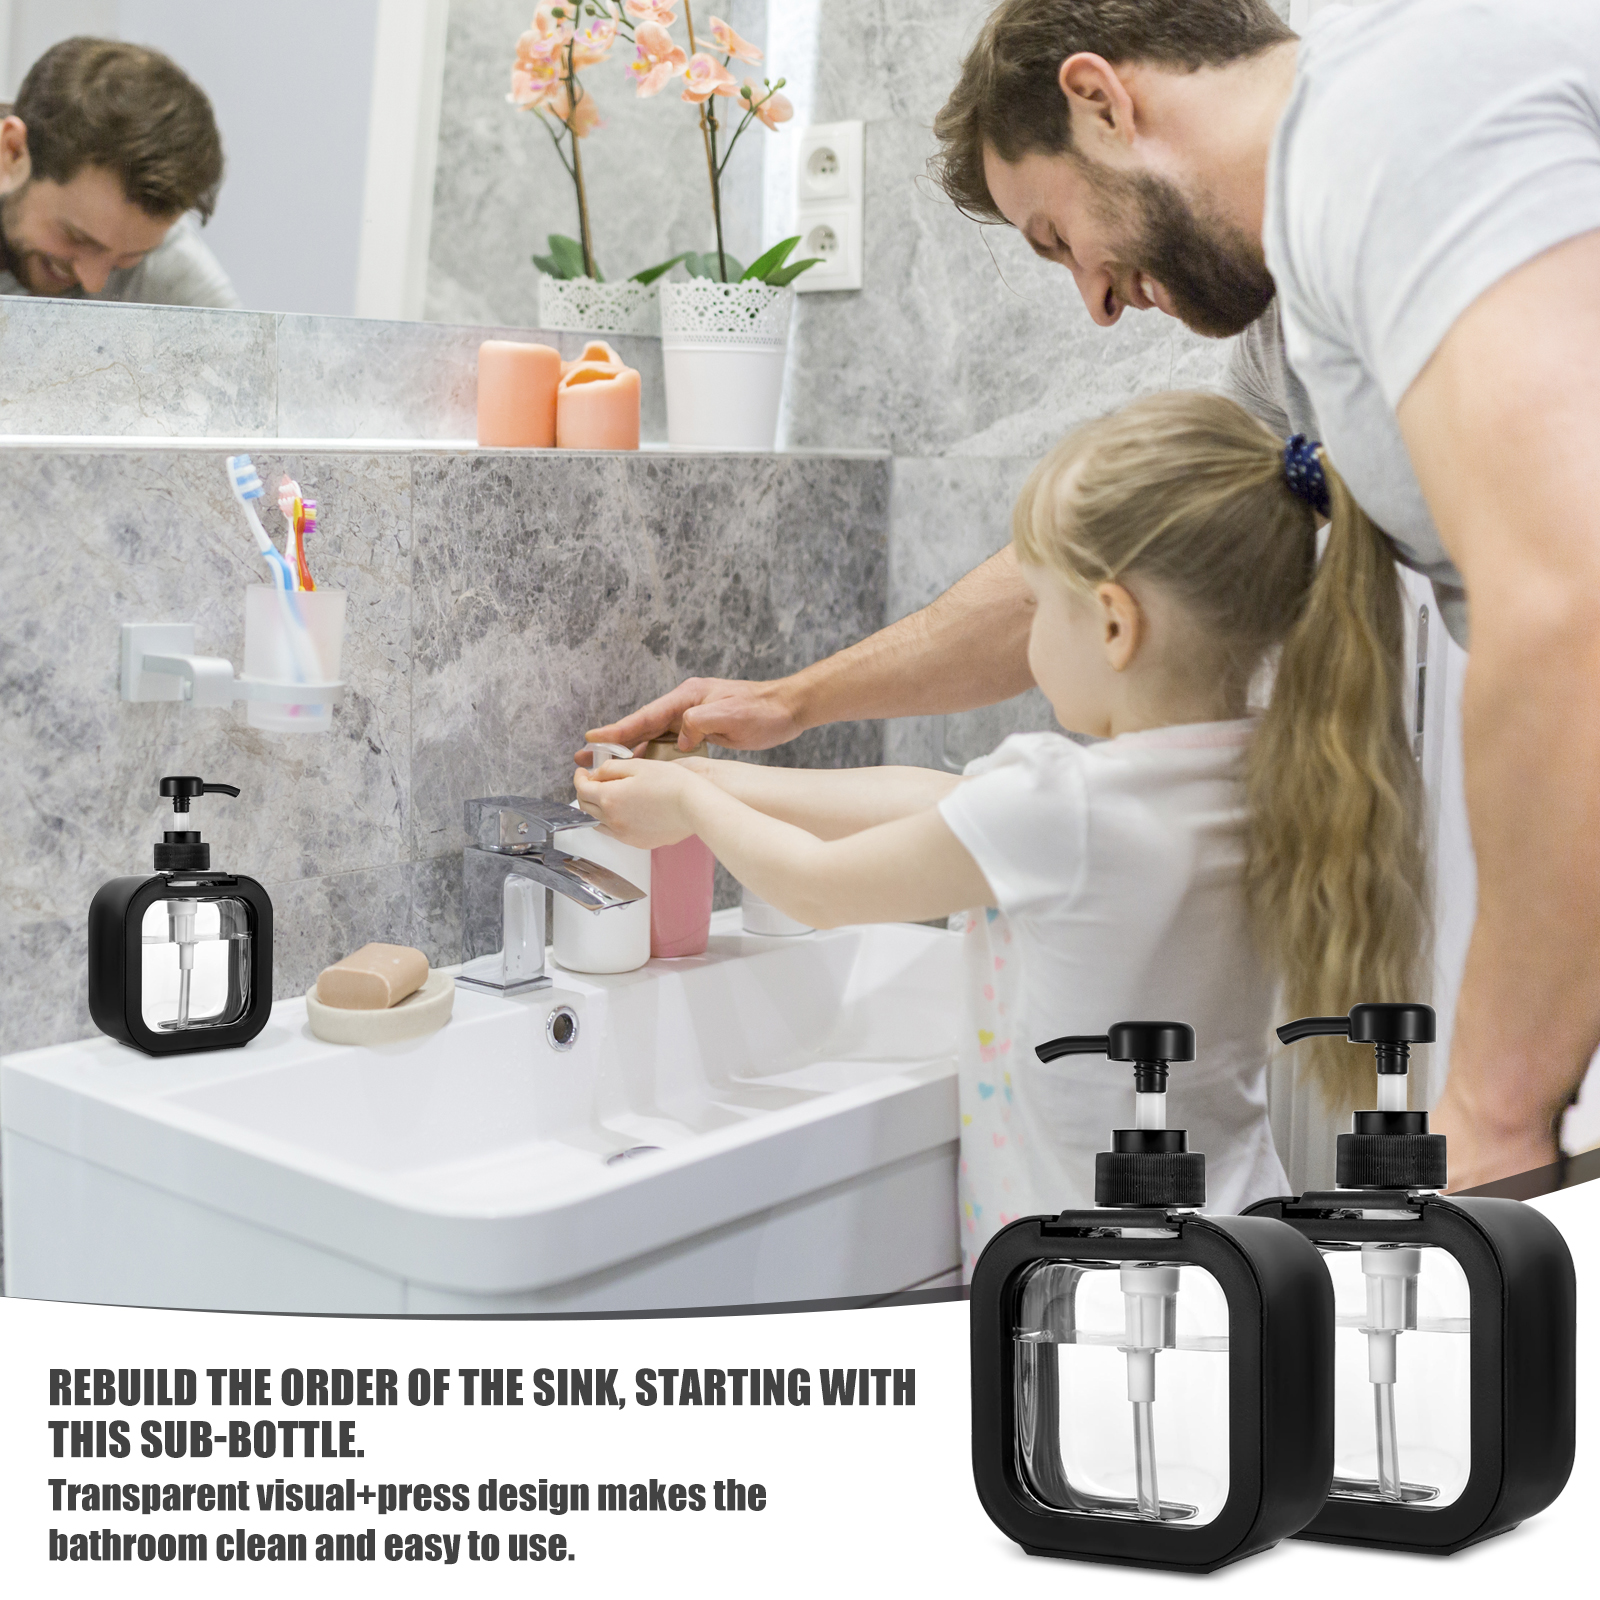 REBUILD THE ORDER OF THE SINK, STARTING WITH
THIS SUB-BOTTLE.
Transparent visual+press design makes the
bathroom clean and easy to use.